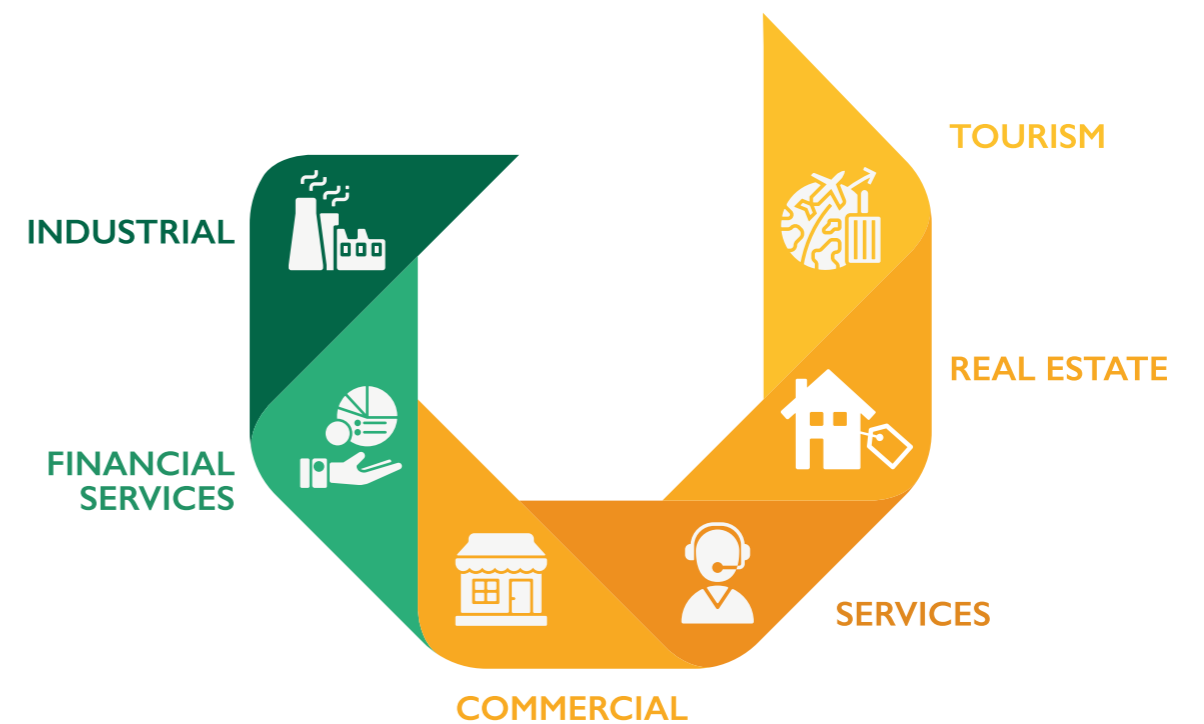 TOURISM
INDUSTRIAL
REAL ESTATE
FINANCIAL
SERVICES
SERVICES
COMMERCIAL